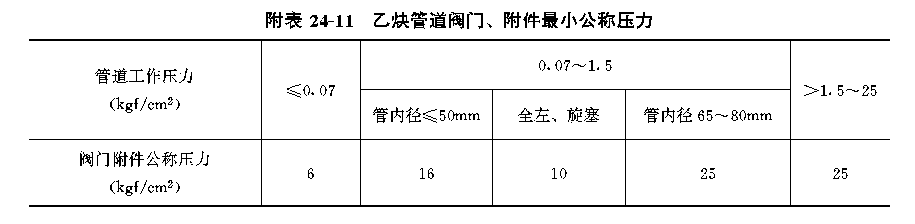 附表 24-11 乙炔管道阀门、附件最小公称压力
管道工作压力
(kgf/cm²)
≤0.07
0.07～1.5
>1.5～25
管内径≤50mm
全左、旋塞
管内径 65～80mm
阀门附件公称压力
(kgf/cm²)
6
16
10
25
25